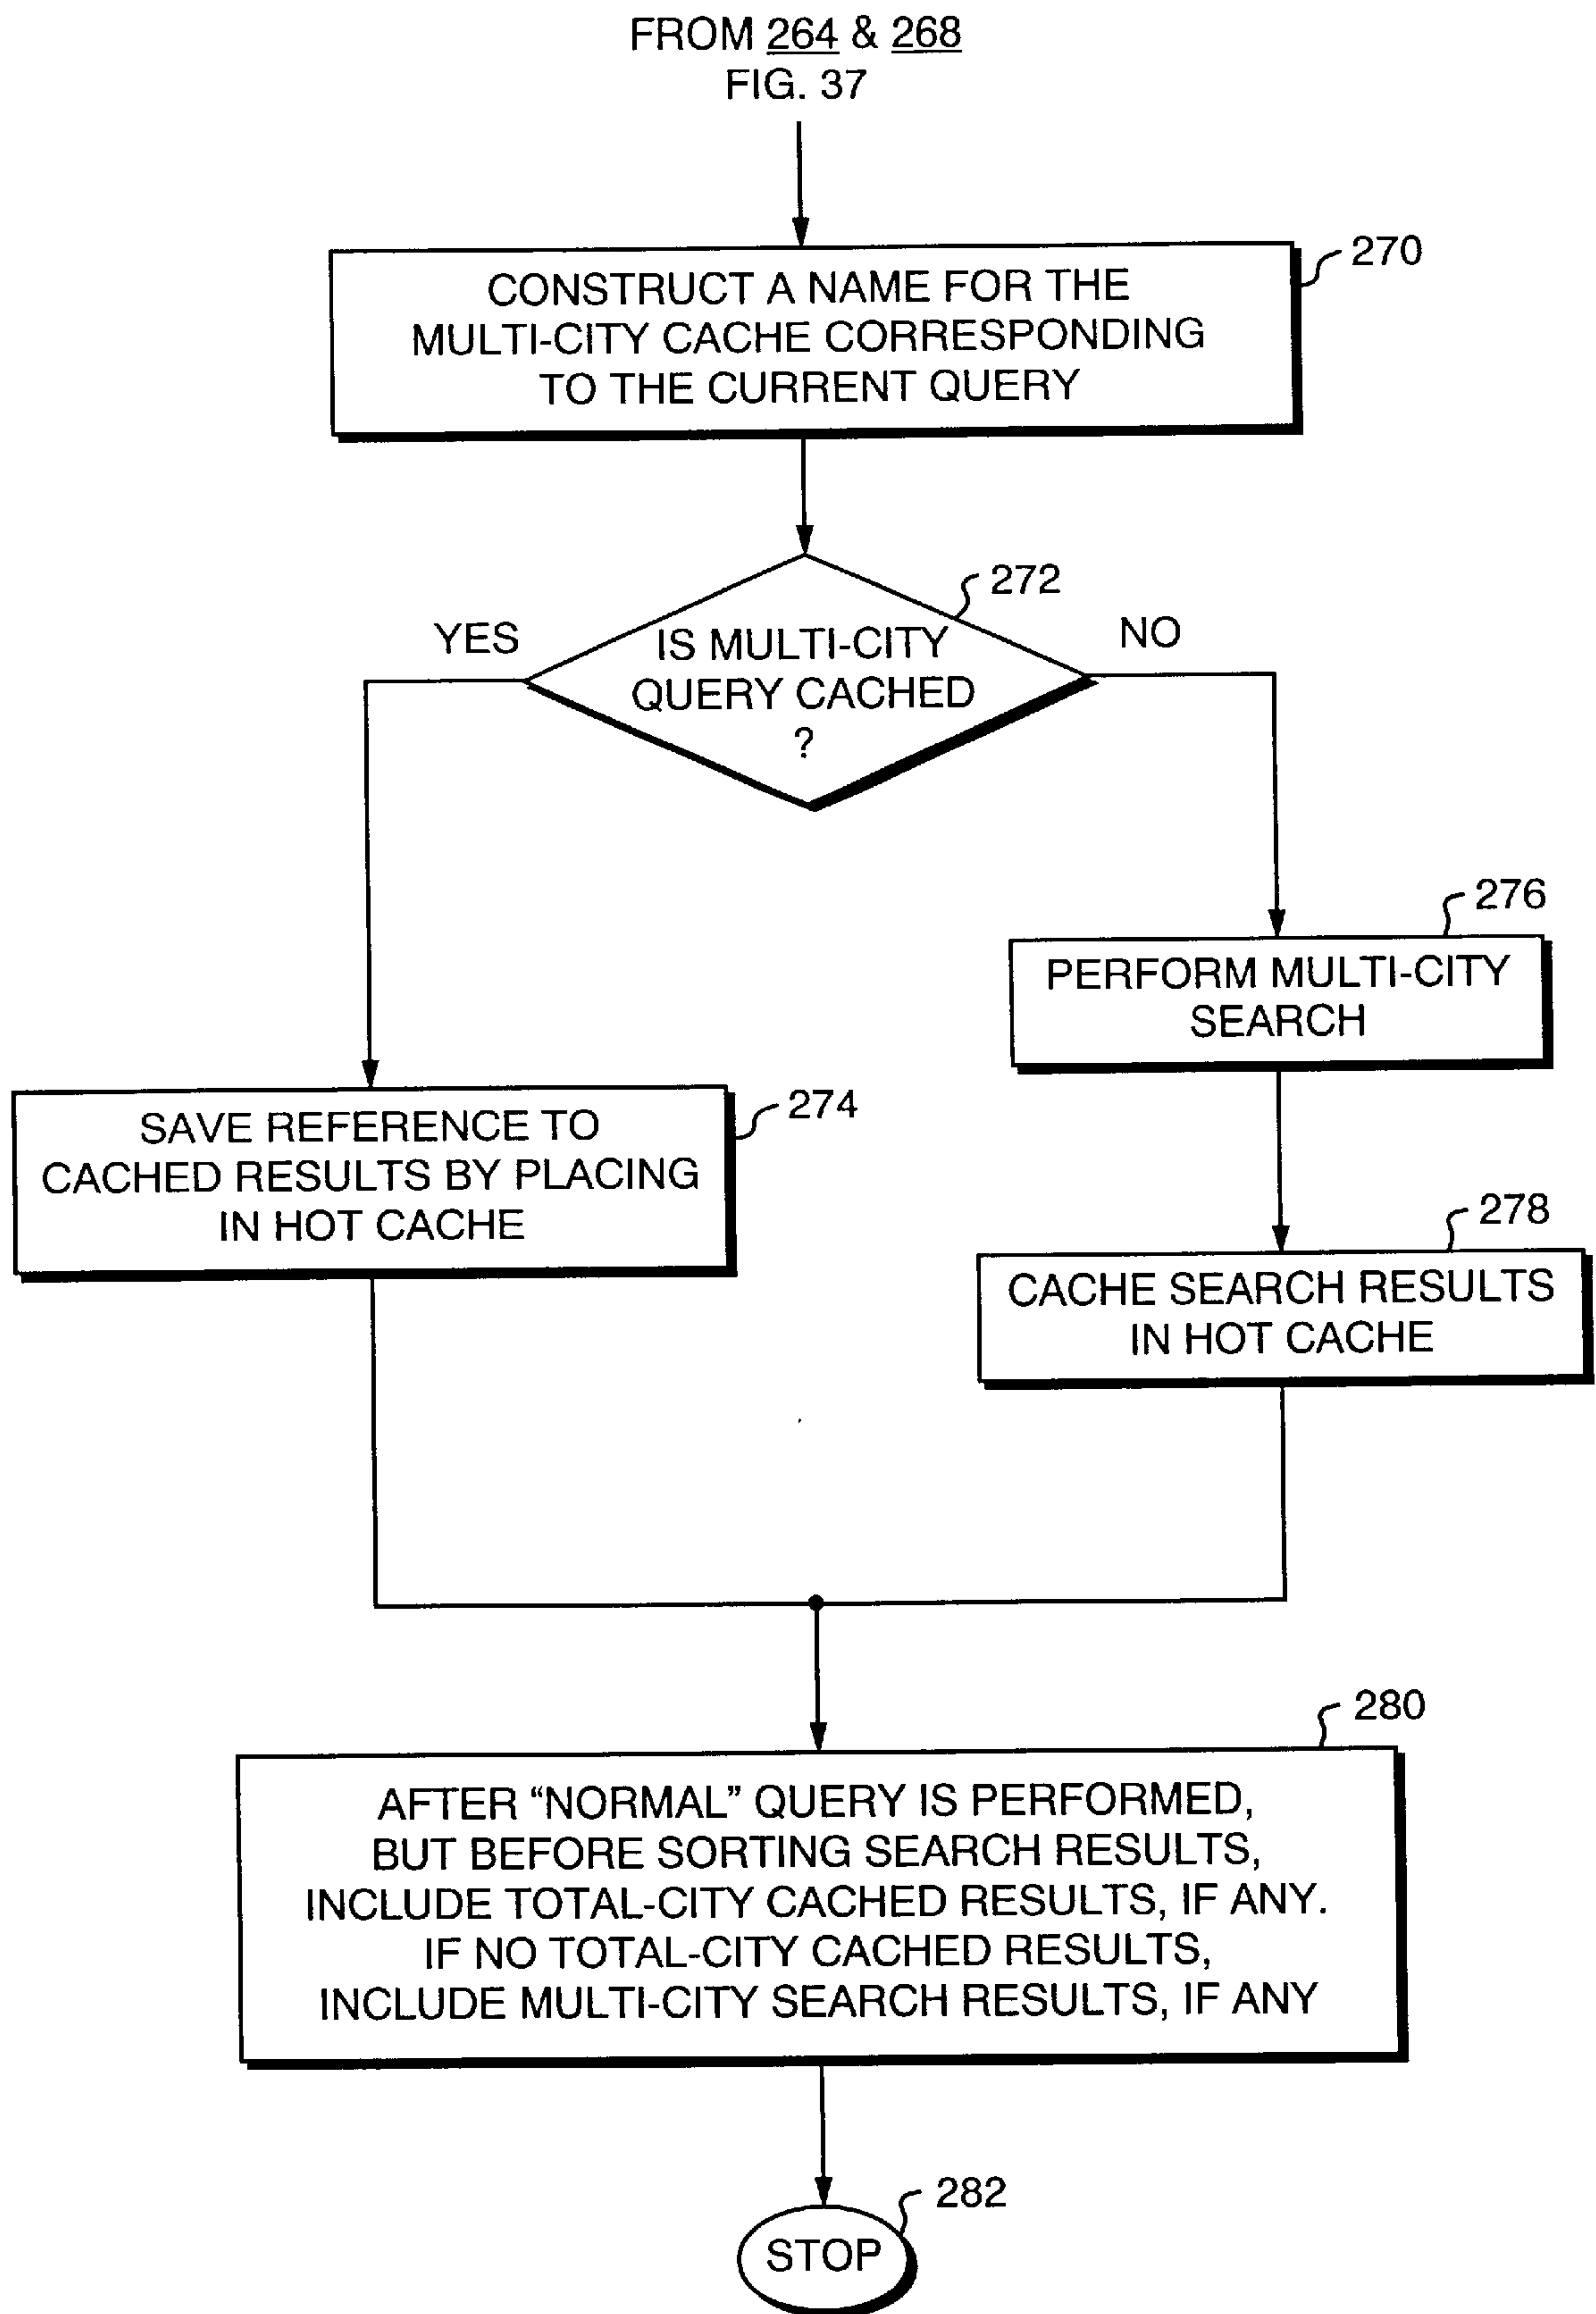 FROM 264 & 268
FIG. 37
270
CONSTRUCT A NAME FOR THE
MULTI-CITY CACHE CORRESPONDING
TO THE CURRENT QUERY
272
YES
NO
IS MULTI-CITY
QUERY CACHED
?
276
PERFORM MULTI-CITY
SEARCH
274
SAVE REFERENCE TO
CACHED RESULTS BY PLACING
IN HOT CACHE
278
CACHE SEARCH RESULTS
IN HOT CACHE
280
AFTER “NORMAL” QUERY IS PERFORMED,
BUT BEFORE SORTING SEARCH RESULTS,
INCLUDE TOTAL-CITY CACHED RESULTS, IF ANY.
IF NO TOTAL-CITY CACHED RESULTS,
INCLUDE MULTI-CITY SEARCH RESULTS, IF ANY
282
STOP